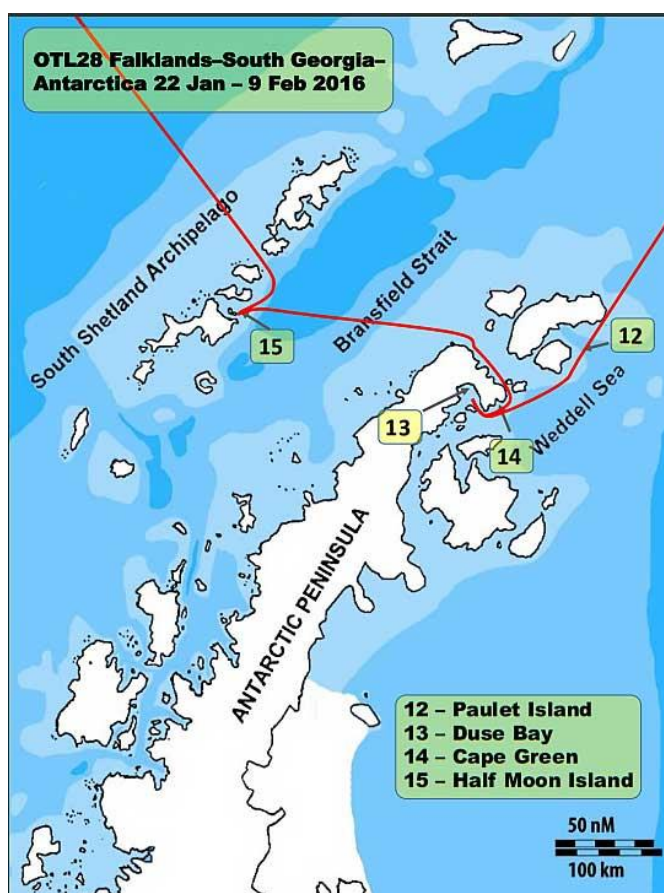 OTL28 Falklands–South Georgia–
Antarctica 22 Jan – 9 Feb 2016
South Shetland Archipelago
Bransfield Strait
15
12
Weddell Sea
13
14
ANTARCTIC PENINSULA
12 – Paulet Island
13 – Duse Bay
14 – Cape Green
15 – Half Moon Island
50 nM
100 km